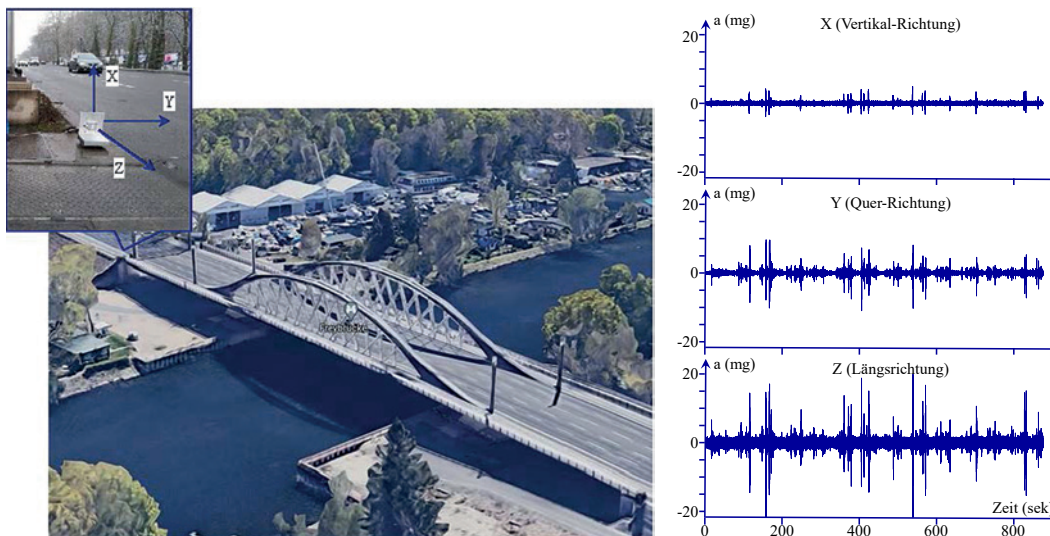 X
Y
Z
Freybrücke
a (mg)
X (Vertikal-Richtung)
20
0
-20
a (mg)
Y (Quer-Richtung)
20
0
-20
a (mg)
Z (Längsrichtung)
20
0
-20
Zeit (sek
0
200
400
600
800